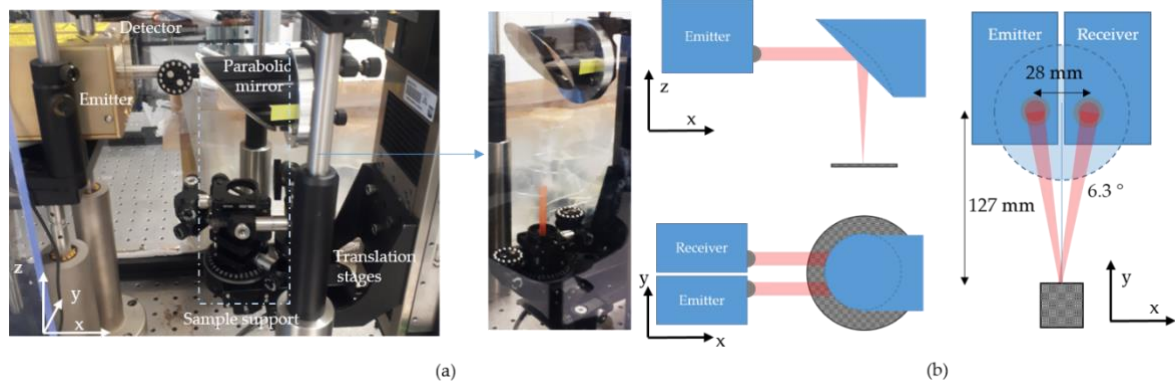 Detector
Emitter
Parabolic
mirror
Translation
stages
Sample support
z
y
x
(a)
Emitter
z
x
Receiver
Emitter
y
x
Emitter
Receiver
28 mm
6.3 °
127 mm
y
x
(b)